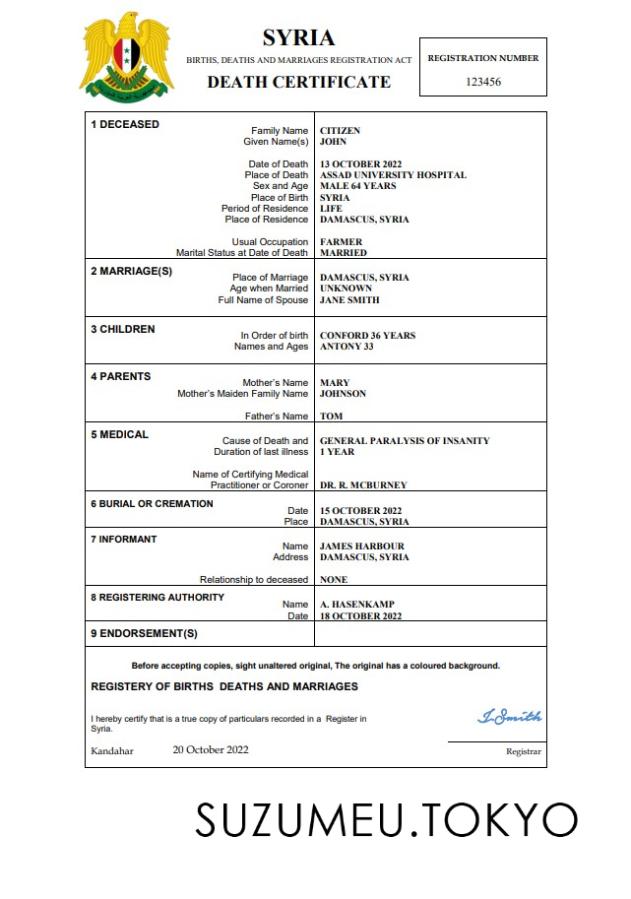 SYRIA
BIRTHS, DEATHS AND MARRIAGES REGISTRATION ACT
DEATH CERTIFICATE
REGISTRATION NUMBER
123456
1 DECEASED
Family Name CITIZEN
Given Name(s) JOHN
Date of Death 13 OCTOBER 2022
Place of Death ASSAD UNIVERSITY HOSPITAL
Sex and Age MALE 64 YEARS
Place of Birth SYRIA
Period of Residence LIFE
Place of Residence DAMASCUS, SYRIA
Usual Occupation FARMER
Marital Status at Date of Death MARRIED
2 MARRIAGE(S)
Place of Marriage DAMASCUS, SYRIA
Age when Married UNKNOWN
Full Name of Spouse JANE SMITH
3 CHILDREN
In Order of birth CONFORD 36 YEARS
Names and Ages ANTONY 33
4 PARENTS
Mother's Name MARY
Mother's Maiden Family Name JOHNSON
Father's Name TOM
5 MEDICAL
Cause of Death and GENERAL PARALYSIS OF INSANITY
Duration of last illness 1 YEAR
Name of Certifying Medical
Practitioner or Coroner DR. R. MCBURNEY
6 BURIAL OR CREMATION
Date 15 OCTOBER 2022
Place DAMASCUS, SYRIA
7 INFORMANT
Name JAMES HARBOUR
Address DAMASCUS, SYRIA
Relationship to deceased NONE
8 REGISTERING AUTHORITY
Name A. HASENKAMP
Date 18 OCTOBER 2022
9 ENDORSEMENT(S)
Before accepting copies, sight unaltered original, The original has a coloured background.
REGISTERY OF BIRTHS DEATHS AND MARRIAGES
I hereby certify that is a true copy of particulars recorded in a Register in
Syria.
I.Smith
Kandahar 20 October 2022
Registrar
SUZUMEU.TOKYO